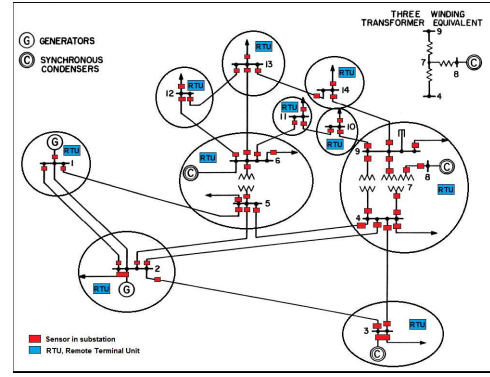 THREE WINDING
TRANSFORMER EQUIVALENT
9
7
8
C
4
G GENERATORS
C SYNCHRONOUS
CONDENSERS
RTU
13
RTU
14
RTU
12
RTU
11
10
RTU
RTU
1
G
RTU
6
C
5
9
C
8
7
RTU
4
2
RTU
G
RTU
3
C
Sensor in substation
RTU, Remote Terminal Unit